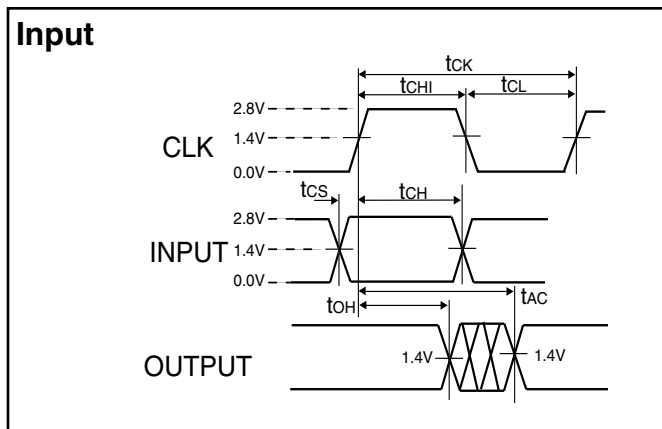 Input
tCK
tCHI tCL
2.8V
CLK 1.4V
0.0V
tCS tCH
2.8V
INPUT 1.4V
0.0V
tOH tAC
1.4V 1.4V
OUTPUT